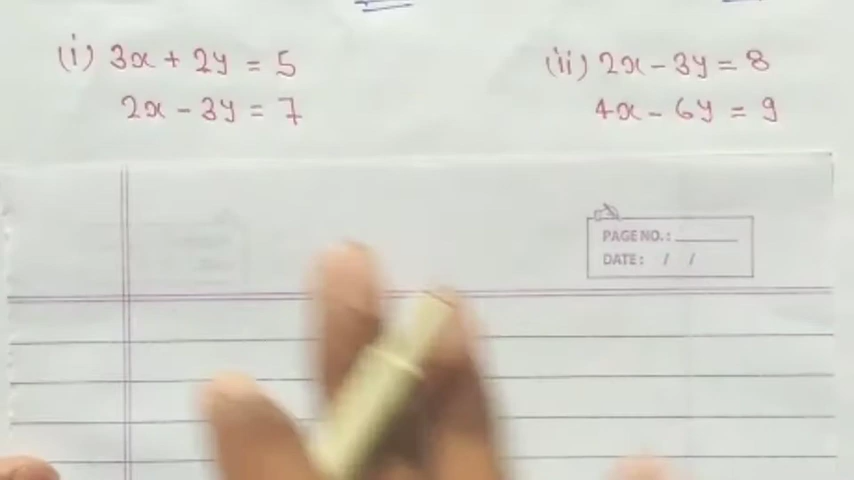 (i) 3x + 2y = 5
2x - 3y = 7
(ii) 2x - 3y = 8
4x - 6y = 9
PAGE NO.:
DATE: / /